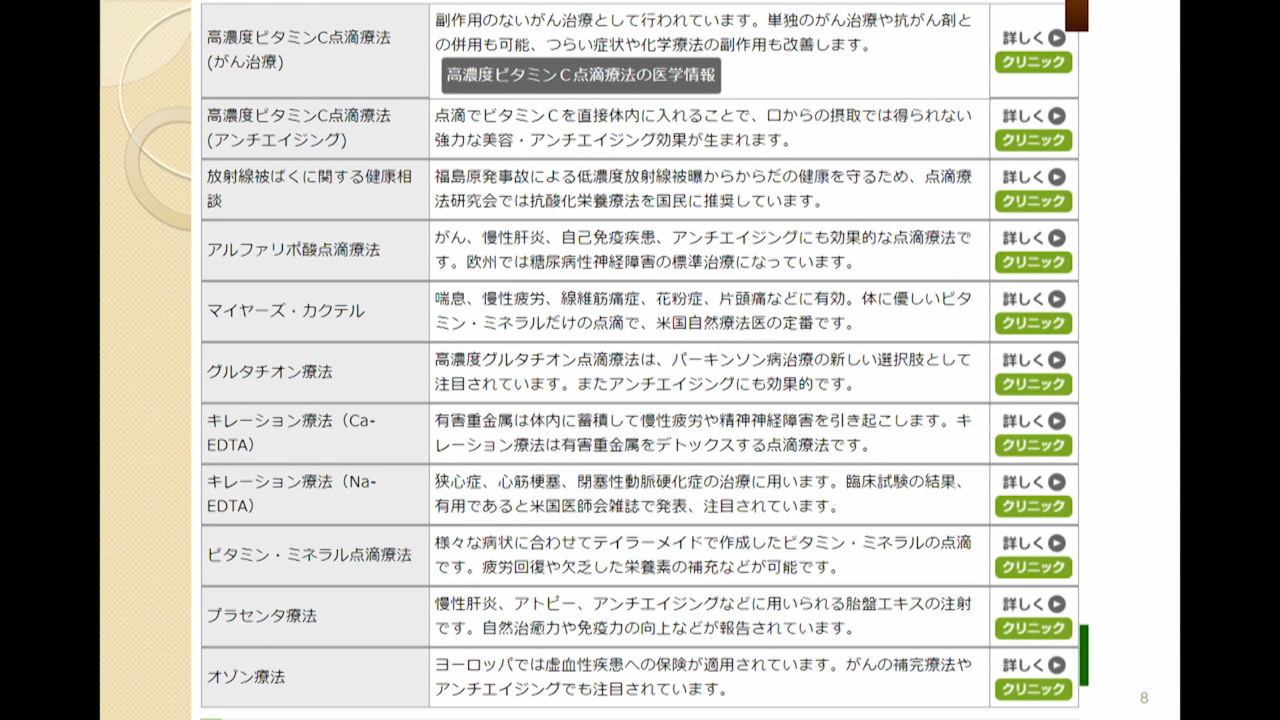 高濃度ビタミンC点滴療法
(がん治療)
副作用のないがん治療として行われています。単独のがん治療や抗がん剤と
の併用も可能、つらい症状や化学療法の副作用も改善します。
高濃度ビタミンＣ点滴療法の医学情報
詳しく
クリニック
高濃度ビタミンC点滴療法
(アンチエイジング)
点滴でビタミンＣを直接体内に入れることで、口からの摂取では得られない
強力な美容・アンチエイジング効果が生まれます。
詳しく
クリニック
放射線被ばくに関する健康相
談
福島原発事故による低濃度放射線被曝からからだの健康を守るため、点滴療
法研究会では抗酸化栄養療法を国民に推奨しています。
詳しく
クリニック
アルファリポ酸点滴療法
がん、慢性肝炎、自己免疫疾患、アンチエイジングにも効果的な点滴療法で
す。欧州では糖尿病性神経障害の標準治療になっています。
詳しく
クリニック
マイヤーズ・カクテル
喘息、慢性疲労、線維筋痛症、花粉症、片頭痛などに有効。体に優しいビタ
ミン・ミネラルだけの点滴で、米国自然療法医の定番です。
詳しく
クリニック
グルタチオン療法
高濃度グルタチオン点滴療法は、パーキンソン病治療の新しい選択肢として
注目されています。またアンチエイジングにも効果的です。
詳しく
クリニック
キレーション療法（Ca-
EDTA）
有害重金属は体内に蓄積して慢性疲労や精神神経障害を引き起こします。キ
レーション療法は有害重金属をデトックスする点滴療法です。
詳しく
クリニック
キレーション療法（Na-
EDTA）
狭心症、心筋梗塞、閉塞性動脈硬化症の治療に用います。臨床試験の結果、
有用であると米国医師会雑誌で発表、注目されています。
詳しく
クリニック
ビタミン・ミネラル点滴療法
様々な病状に合わせてテイラーメイドで作成したビタミン・ミネラルの点滴
です。疲労回復や欠乏した栄養素の補充などが可能です。
詳しく
クリニック
プラセンタ療法
慢性肝炎、アトピー、アンチエイジングなどに用いられる胎盤エキスの注射
です。自然治癒力や免疫力の向上などが報告されています。
詳しく
クリニック
オゾン療法
ヨーロッパでは虚血性疾患への保険が適用されています。がんの補完療法や
アンチエイジングでも注目されています。
詳しく
クリニック
8